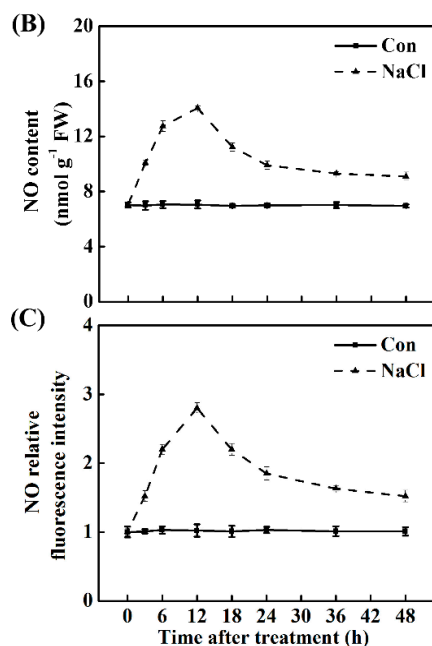 (B)
20
16
12
8
4
0
NO content
(nmol g⁻¹ FW)
Con
NaCl
(C)
4
3
2
1
0
NO relative
fluorescence intensity
Con
NaCl
0 6 12 18 24 30 36 42 48
Time after treatment (h)